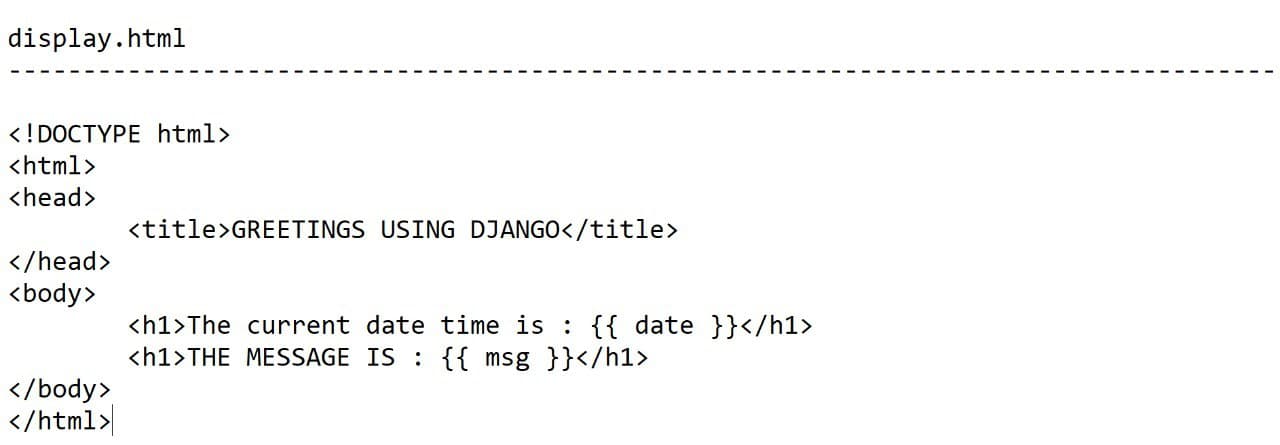 display.html
--------------------------------------------------------------------------------------
<!DOCTYPE html>
<html>
<head>
        <title>GREETINGS USING DJANGO</title>
</head>
<body>
        <h1>The current date time is : {{ date }}</h1>
        <h1>THE MESSAGE IS : {{ msg }}</h1>
</body>
</html>